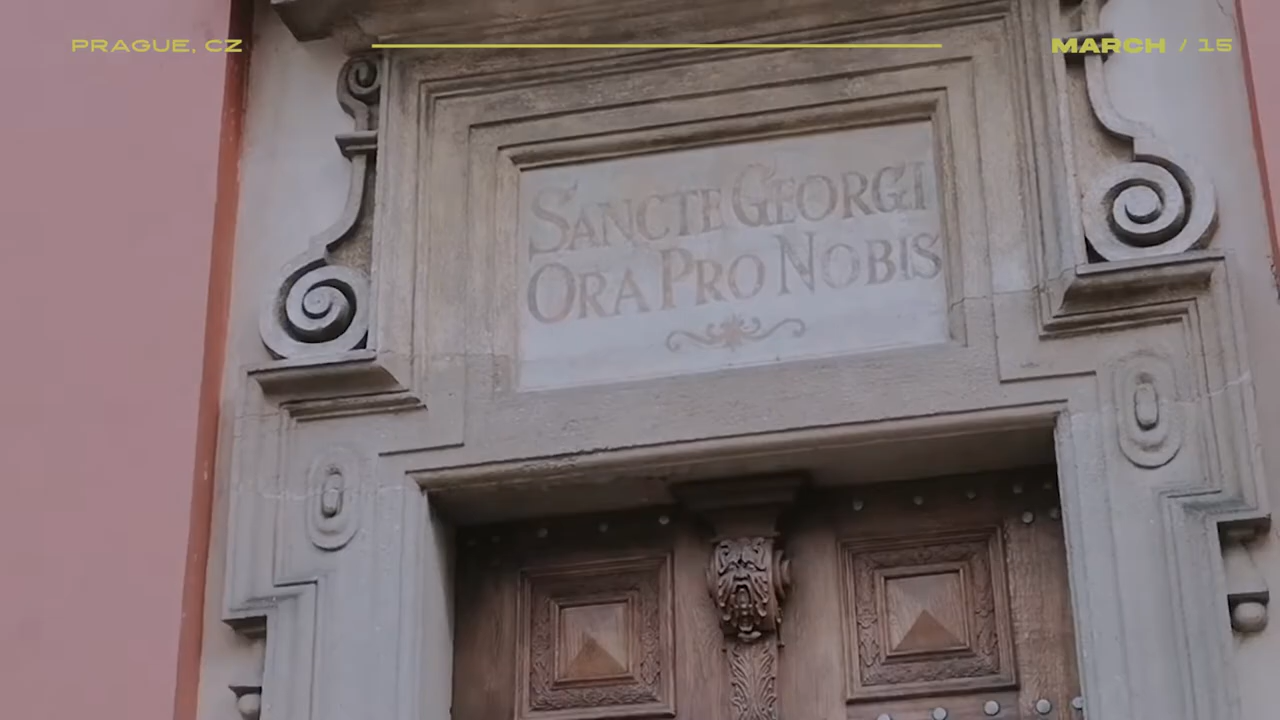 PRAGUE, CZ
MARCH / 15
SANCTE GEORGI
ORA PRO NOBIS